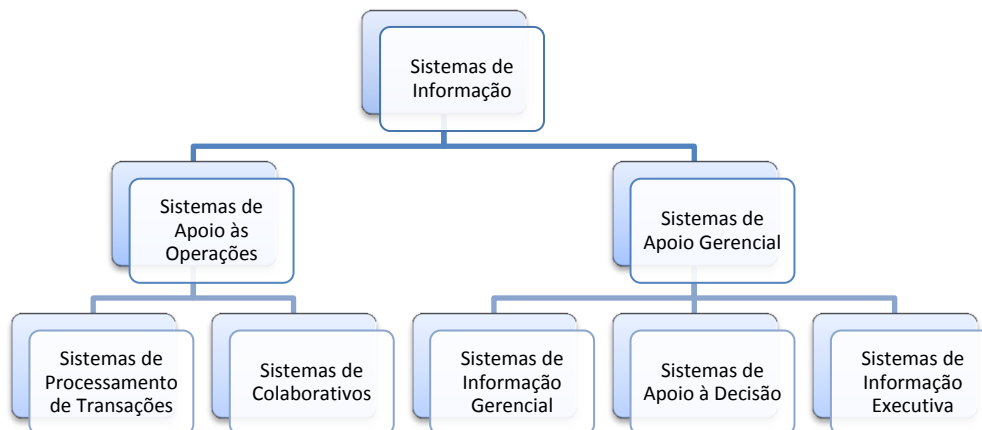 Sistemas de
Informação
Sistemas de
Apoio às
Operações
Sistemas de
Apoio Gerencial
Sistemas de
Processamento
de Transações
Sistemas de
Colaborativos
Sistemas de
Informação
Gerencial
Sistemas de
Apoio à Decisão
Sistemas de
Informação
Executiva